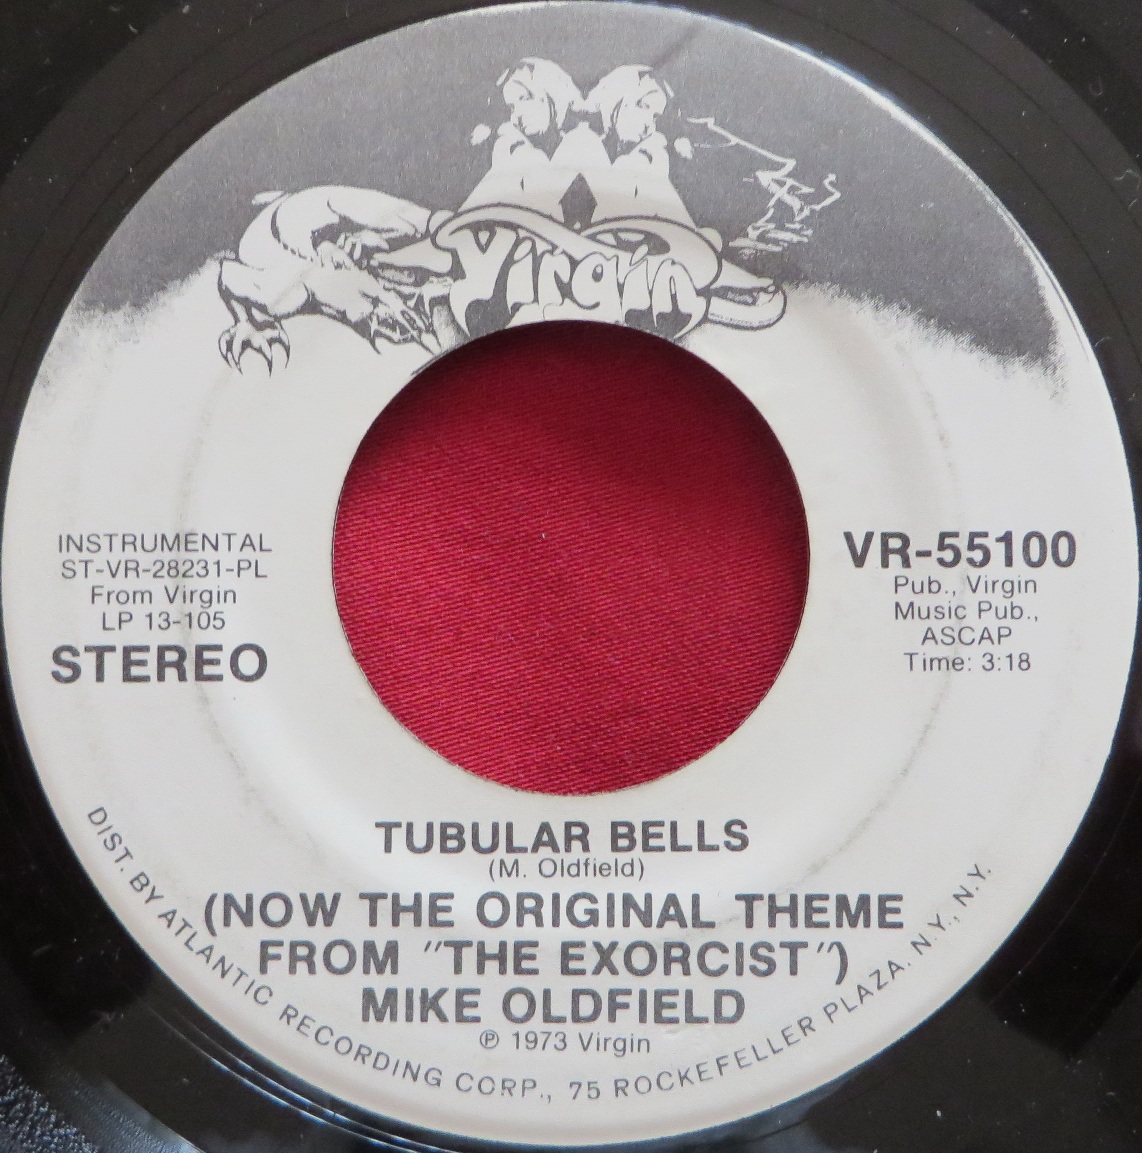 Virgin
INSTRUMENTAL
ST-VR-28231-PL
From Virgin
LP 13-105
STEREO
VR-55100
Pub., Virgin
Music Pub.,
ASCAP
Time: 3:18
TUBULAR BELLS
(M. Oldfield)
(NOW THE ORIGINAL THEME
FROM "THE EXORCIST")
MIKE OLDFIELD
℗ 1973 Virgin
DIST. BY ATLANTIC RECORDING CORP., 75 ROCKEFELLER PLAZA. N.Y., N.Y.